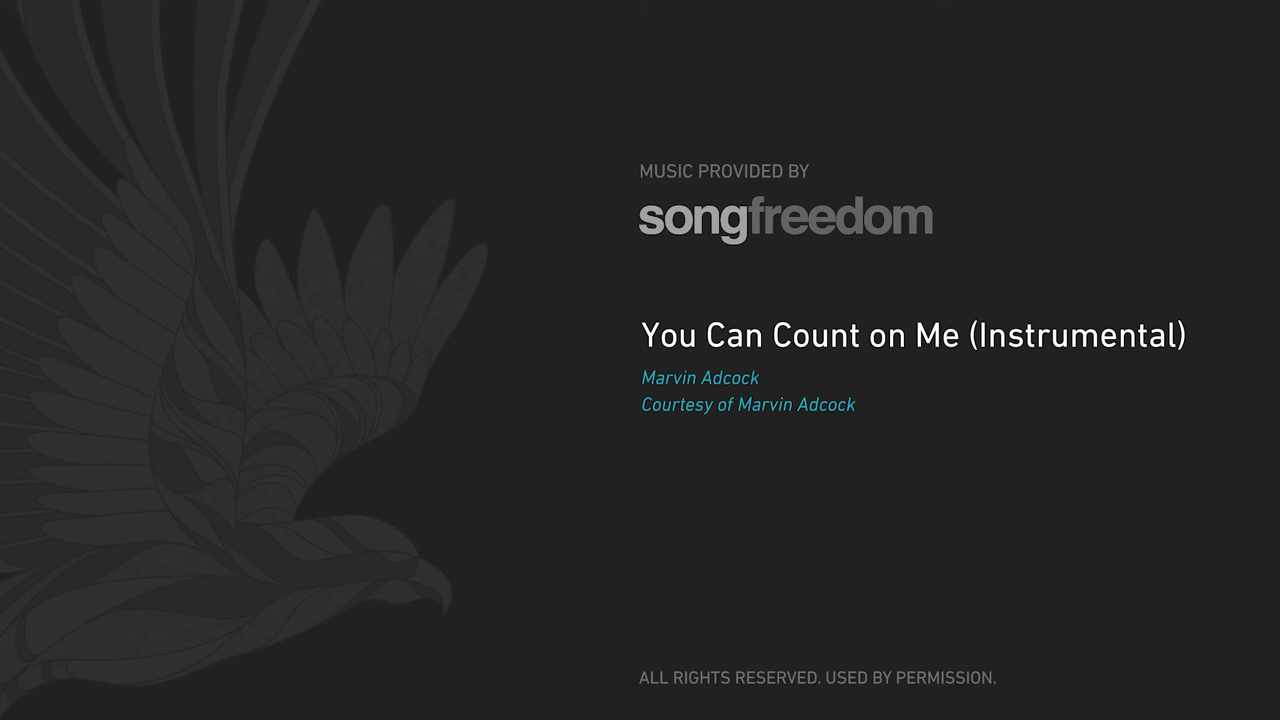 MUSIC PROVIDED BY
songfreedom
You Can Count on Me (Instrumental)
Marvin Adcock
Courtesy of Marvin Adcock
ALL RIGHTS RESERVED. USED BY PERMISSION.